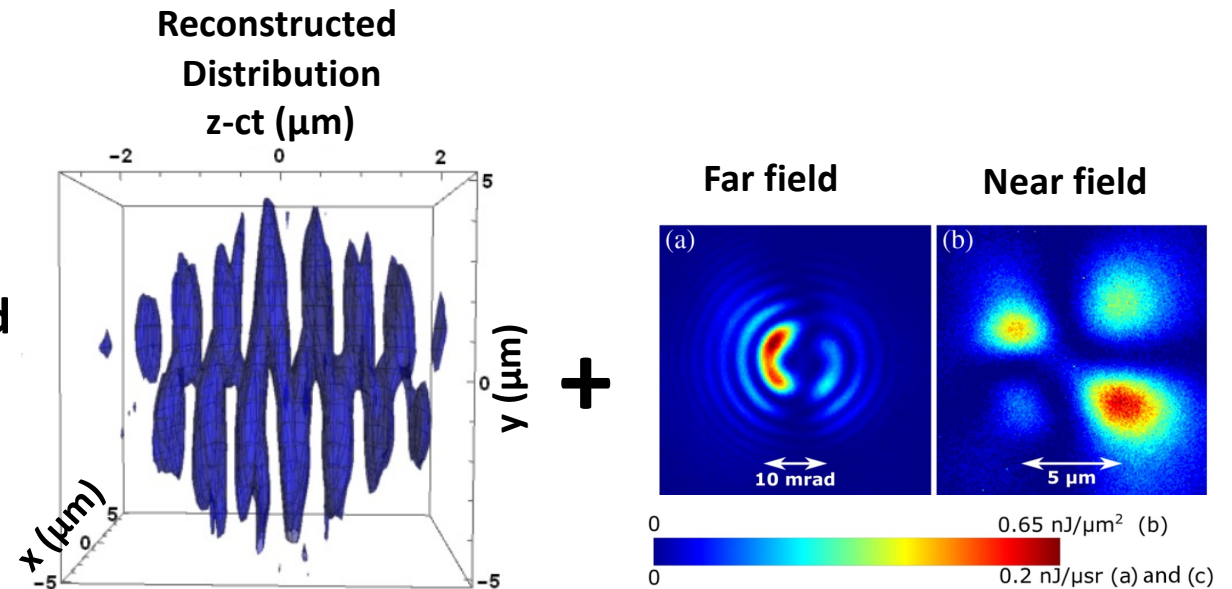 Reconstructed
Distribution
z-ct (μm)
-2 0 2
5
0
-5
y (μm)
x (μm)
5
0
-5
d
+
Far field
Near field
(a)
10 mrad
(b)
5 μm
0 0.65 nJ/μm² (b)
0 0.2 nJ/μsr (a) and (c)